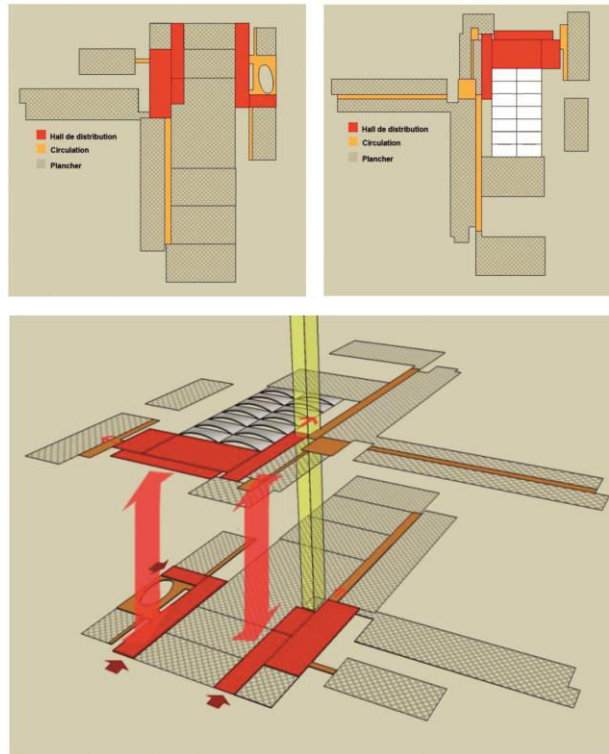 Hall de distribution
Circulation
Plancher
Hall de distribution
Circulation
Plancher